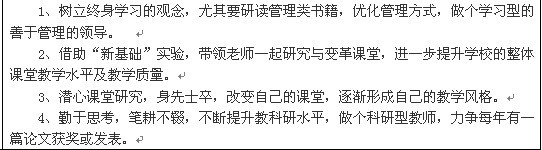 1、树立终身学习的观念，尤其要研读管理类书籍，优化管理方式，做个学习型的
善于管理的领导。
2、借助“新基础”实验，带领老师一起研究与变革课堂，进一步提升学校的整体
课堂教学水平及教学质量。
3、潜心课堂研究，身先士卒，改变自己的课堂，逐渐形成自己的教学风格。
4、勤于思考，笔耕不辍，不断提升教科研水平，做个科研型教师，力争每年有一
篇论文获奖或发表。